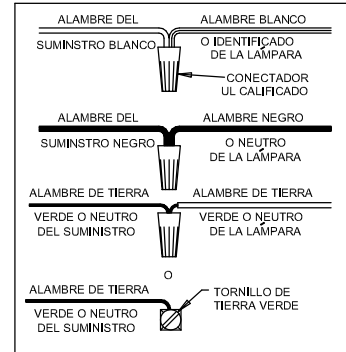 ALAMBRE DEL
SUMINSTRO BLANCO
ALAMBRE BLANCO
O IDENTIFICADO
DE LA LAMPARA
CONECTADOR
UL CALIFICADO
ALAMBRE DEL
SUMINSTRO NEGRO
ALAMBRE NEGRO
O NEUTRO
DE LA LÁMPARA
ALAMBRE DE TIERRA
VERDE O NEUTRO
DEL SUMINISTRO
ALAMBRE DE TIERRA
VERDE O NEUTRO
DE LA LÁMPARA
O
ALAMBRE DE TIERRA
VERDE O NEUTRO
DEL SUMINISTRO
TORNILLO DE
TIERRA VERDE